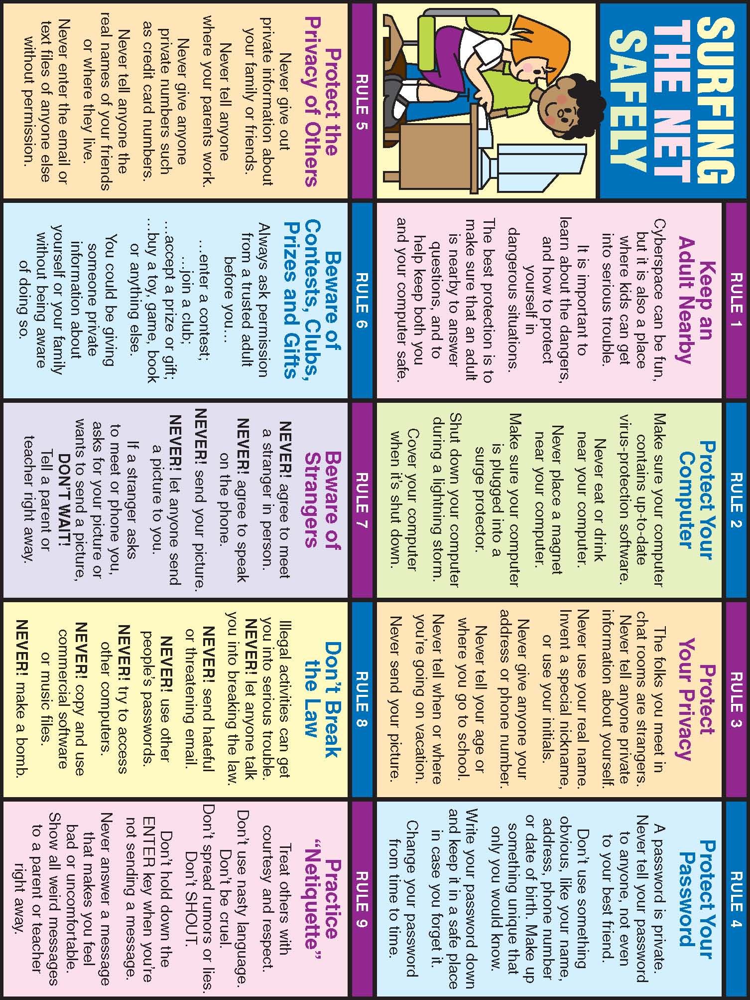 SURFING
THE NET
SAFELY
RULE 1
Keep an
Adult Nearby
Cyberspace can be fun,
but it is also a place
where kids can get
into serious trouble.
It is important to
learn about the dangers,
and how to protect
yourself in
dangerous situations.
The best protection is to
make sure that an adult
is nearby to answer
questions, and to
help keep both you
and your computer safe.
RULE 2
Protect Your
Computer
Make sure your computer
contains up-to-date
virus-protection software.
Never eat or drink
near your computer.
Never place a magnet
near your computer.
Make sure your computer
is plugged into a
surge protector.
Shut down your computer
during a lightning storm.
Cover your computer
when it's shut down.
RULE 3
Protect
Your Privacy
The folks you meet in
chat rooms are strangers.
Never tell anyone private
information about yourself.
Never use your real name.
Invent a special nickname,
or use your initials.
Never give anyone your
address or phone number.
Never tell your age or
where you go to school.
Never tell when or where
you're going on vacation.
Never send your picture.
RULE 4
Protect Your
Password
A password is private.
Never tell your password
to anyone, not even
to your best friend.
Don't use something
obvious, like your name,
address, phone number
or date of birth. Make up
something unique that
only you would know.
Write your password down
and keep it in a safe place
in case you forget it.
Change your password
from time to time.
RULE 5
Protect the
Privacy of Others
Never give out
private information about
your family or friends.
Never tell anyone
where your parents work.
Never give anyone
private numbers such
as credit card numbers.
Never tell anyone the
real names of your friends
or where they live.
Never enter the email or
text files of anyone else
without permission.
RULE 6
Beware of
Contests, Clubs,
Prizes and Gifts
Always ask permission
from a trusted adult
before you…
…enter a contest;
…join a club;
…accept a prize or gift;
…buy a toy, game, book
or anything else.
You could be giving
someone private
information about
yourself or your family
without being aware
of doing so.
RULE 7
Beware of
Strangers
NEVER! agree to meet
a stranger in person.
NEVER! agree to speak
on the phone.
NEVER! send your picture.
NEVER! let anyone send
a picture to you.
If a stranger asks
to meet or phone you,
asks for your picture or
wants to send a picture,
DON'T WAIT!
Tell a parent or
teacher right away.
RULE 8
Don't Break
the Law
Illegal activities can get
you into serious trouble.
NEVER! let anyone talk
you into breaking the law.
NEVER! send hateful
or threatening email.
NEVER! use other
people's passwords.
NEVER! try to access
other computers.
NEVER! copy and use
commercial software
or music files.
NEVER! make a bomb.
RULE 9
Practice
“Netiquette”
Treat others with
courtesy and respect.
Don't use nasty language.
Don't be cruel.
Don't spread rumors or lies.
Don't SHOUT.
Don't hold down the
ENTER key when you're
not sending a message.
Never answer a message
that makes you feel
bad or uncomfortable.
Show all weird messages
to a parent or teacher
right away.